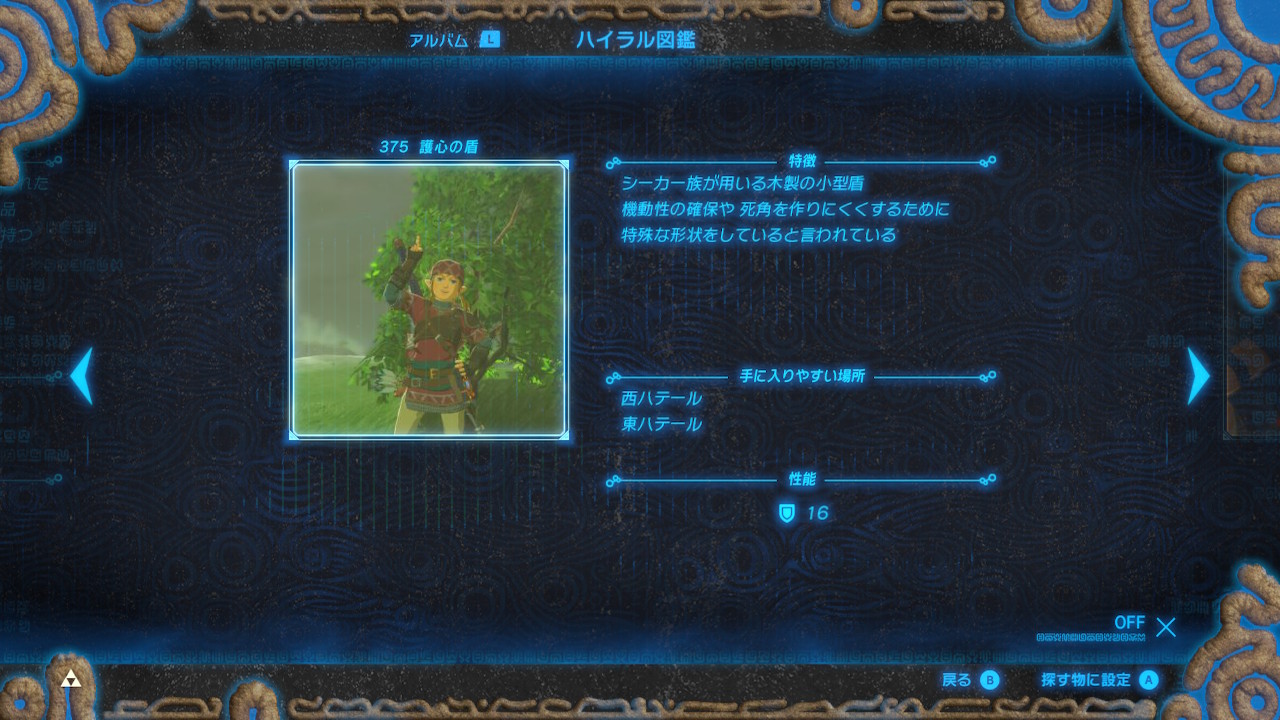 アルバム L
ハイラル図鑑
375 護心の盾
特徴
シーカー族が用いる木製の小型盾
機動性の確保や 死角を作りにくくするために
特殊な形状をしていると言われている
手に入りやすい場所
西ハテール
東ハテール
性能
16
OFF
戻る B
探す物に設定 A